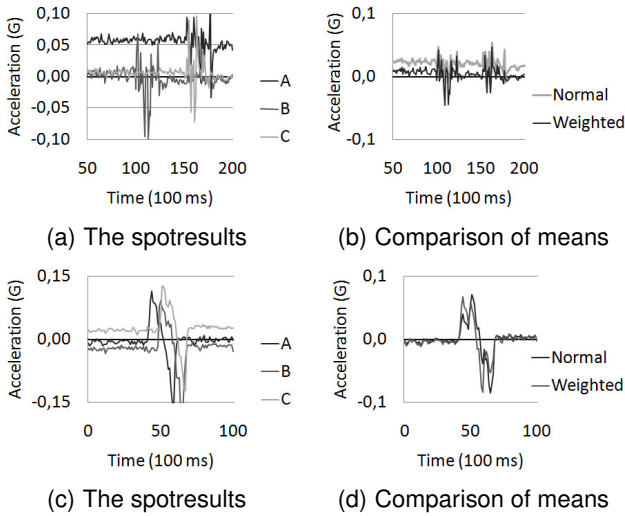 Acceleration (G)
0,10
0,05
0,00
-0,05
-0,10
50 100 150 200
Time (100 ms)
A
B
C
(a) The spotresults
Acceleration (G)
0,1
0,0
-0,1
50 100 150 200
Time (100 ms)
Normal
Weighted
(b) Comparison of means
Acceleration (G)
0,15
0,00
-0,15
0 50 100
Time (100 ms)
A
B
C
(c) The spotresults
Acceleration (G)
0,1
0
-0,1
0 50 100
Time (100 ms)
Normal
Weighted
(d) Comparison of means